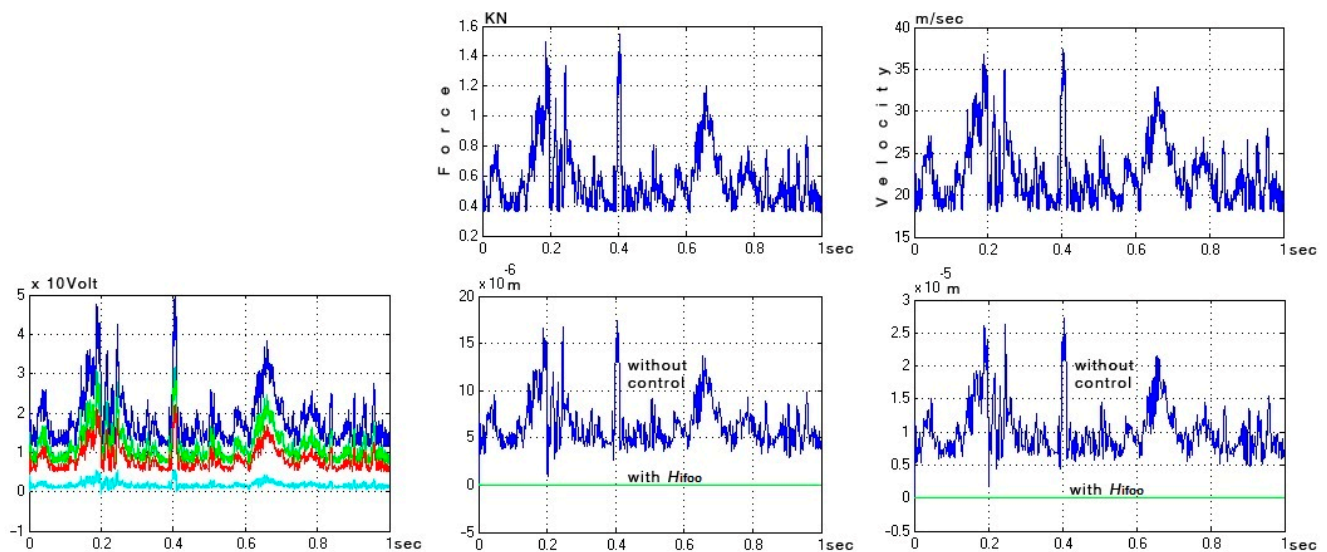 KN
Force
1.6
1.4
1.2
1
0.8
0.6
0.4
0.2
0 0.2 0.4 0.6 0.8 1sec
m/sec
Velocity
40
35
30
25
20
15
0 0.2 0.4 0.6 0.8 1sec
x 10Volt
5
4
3
2
1
0
−1
0 0.2 0.4 0.6 0.8 1sec
×10⁻⁶m
20
15
10
5
0
−5
without
control
with Hifoo
0 0.2 0.4 0.6 0.8 1sec
×10⁻⁵m
3
2.5
2
1.5
1
0.5
0
−0.5
without
control
with Hifoo
0 0.2 0.4 0.6 0.8 1sec